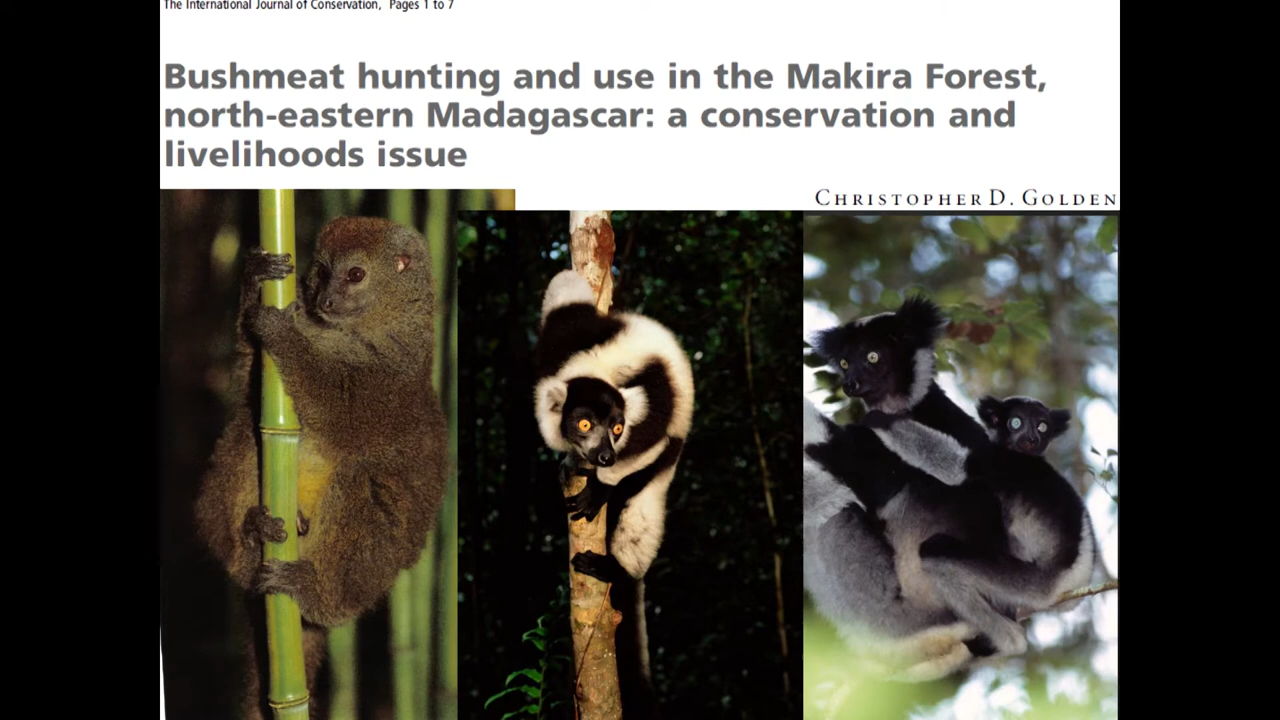 The International Journal of Conservation, Pages 1 to 7
Bushmeat hunting and use in the Makira Forest,
north-eastern Madagascar: a conservation and
livelihoods issue
CHRISTOPHER D. GOLDEN